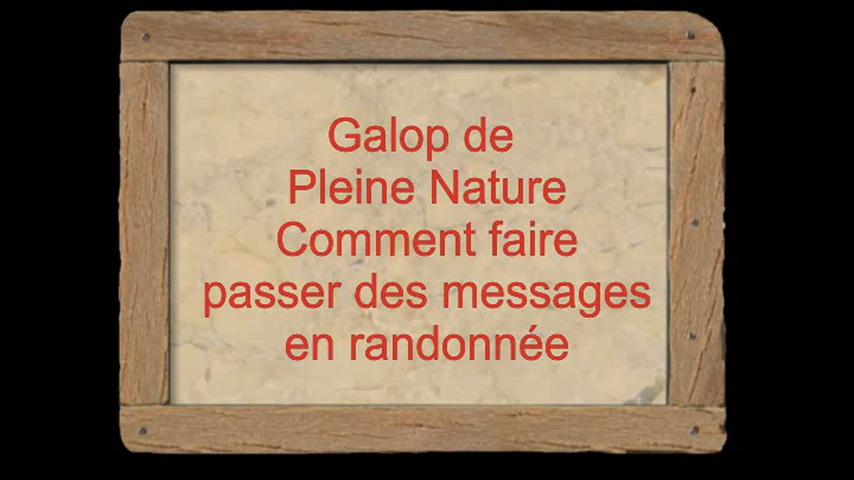 Galop de
Pleine Nature
Comment faire
passer des messages
en randonnée